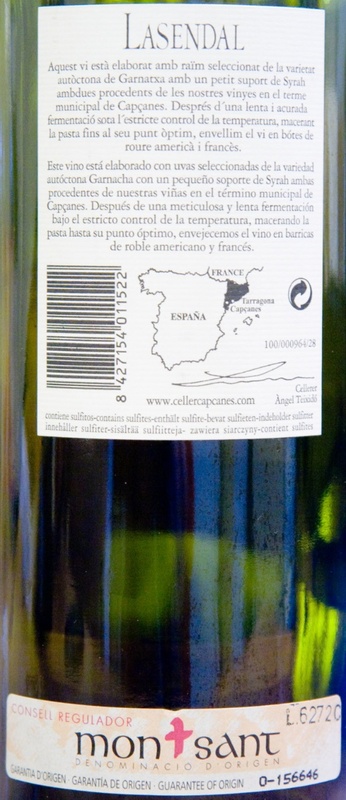 LASENDAL
Aquest vi està elaborat amb raïm seleccionat de la varietat
autòctona de Garnatxa amb un petit suport de Syrah
ambdues procedents de les nostres vinyes en el terme
municipal de Capçanes. Després d'una lenta i acurada
fermentació sota l'estricte control de la temperatura, macerant
la pasta fins al seu punt òptim, envellim el vi en bótes de
roure americà i francès.
Este vino está elaborado con uvas seleccionadas de la variedad
autóctona Garnacha con un pequeño soporte de Syrah ambas
procedentes de nuestras viñas en el término municipal de
Capçanes. Después de una meticulosa y lenta fermentación
bajo el estricto control de la temperatura, macerando la
pasta hasta su punto óptimo, envejecemos el vino en barricas
de roble americano y francés.
8 427154 011522
FRANCE
ESPAÑA
Tarragona
Capçanes
100/000964/28
www.cellercapcanes.com
Celleter
Àngel Teixidó
contiene sulfitos-contains sulfites-enthält sulfite-bevat sulfieten-indeholder sulfitter
innehåller sulfiter-sisältää sulfiitteja- zawiera siarczyny-contient sulfites
CONSELL REGULADOR
L.6272C
montsant
DENOMINACIÓ D'ORIGEN
GARANTIA D'ORIGEN · GARANTÍA DE ORIGEN · GUARANTEE OF ORIGIN
O-156646